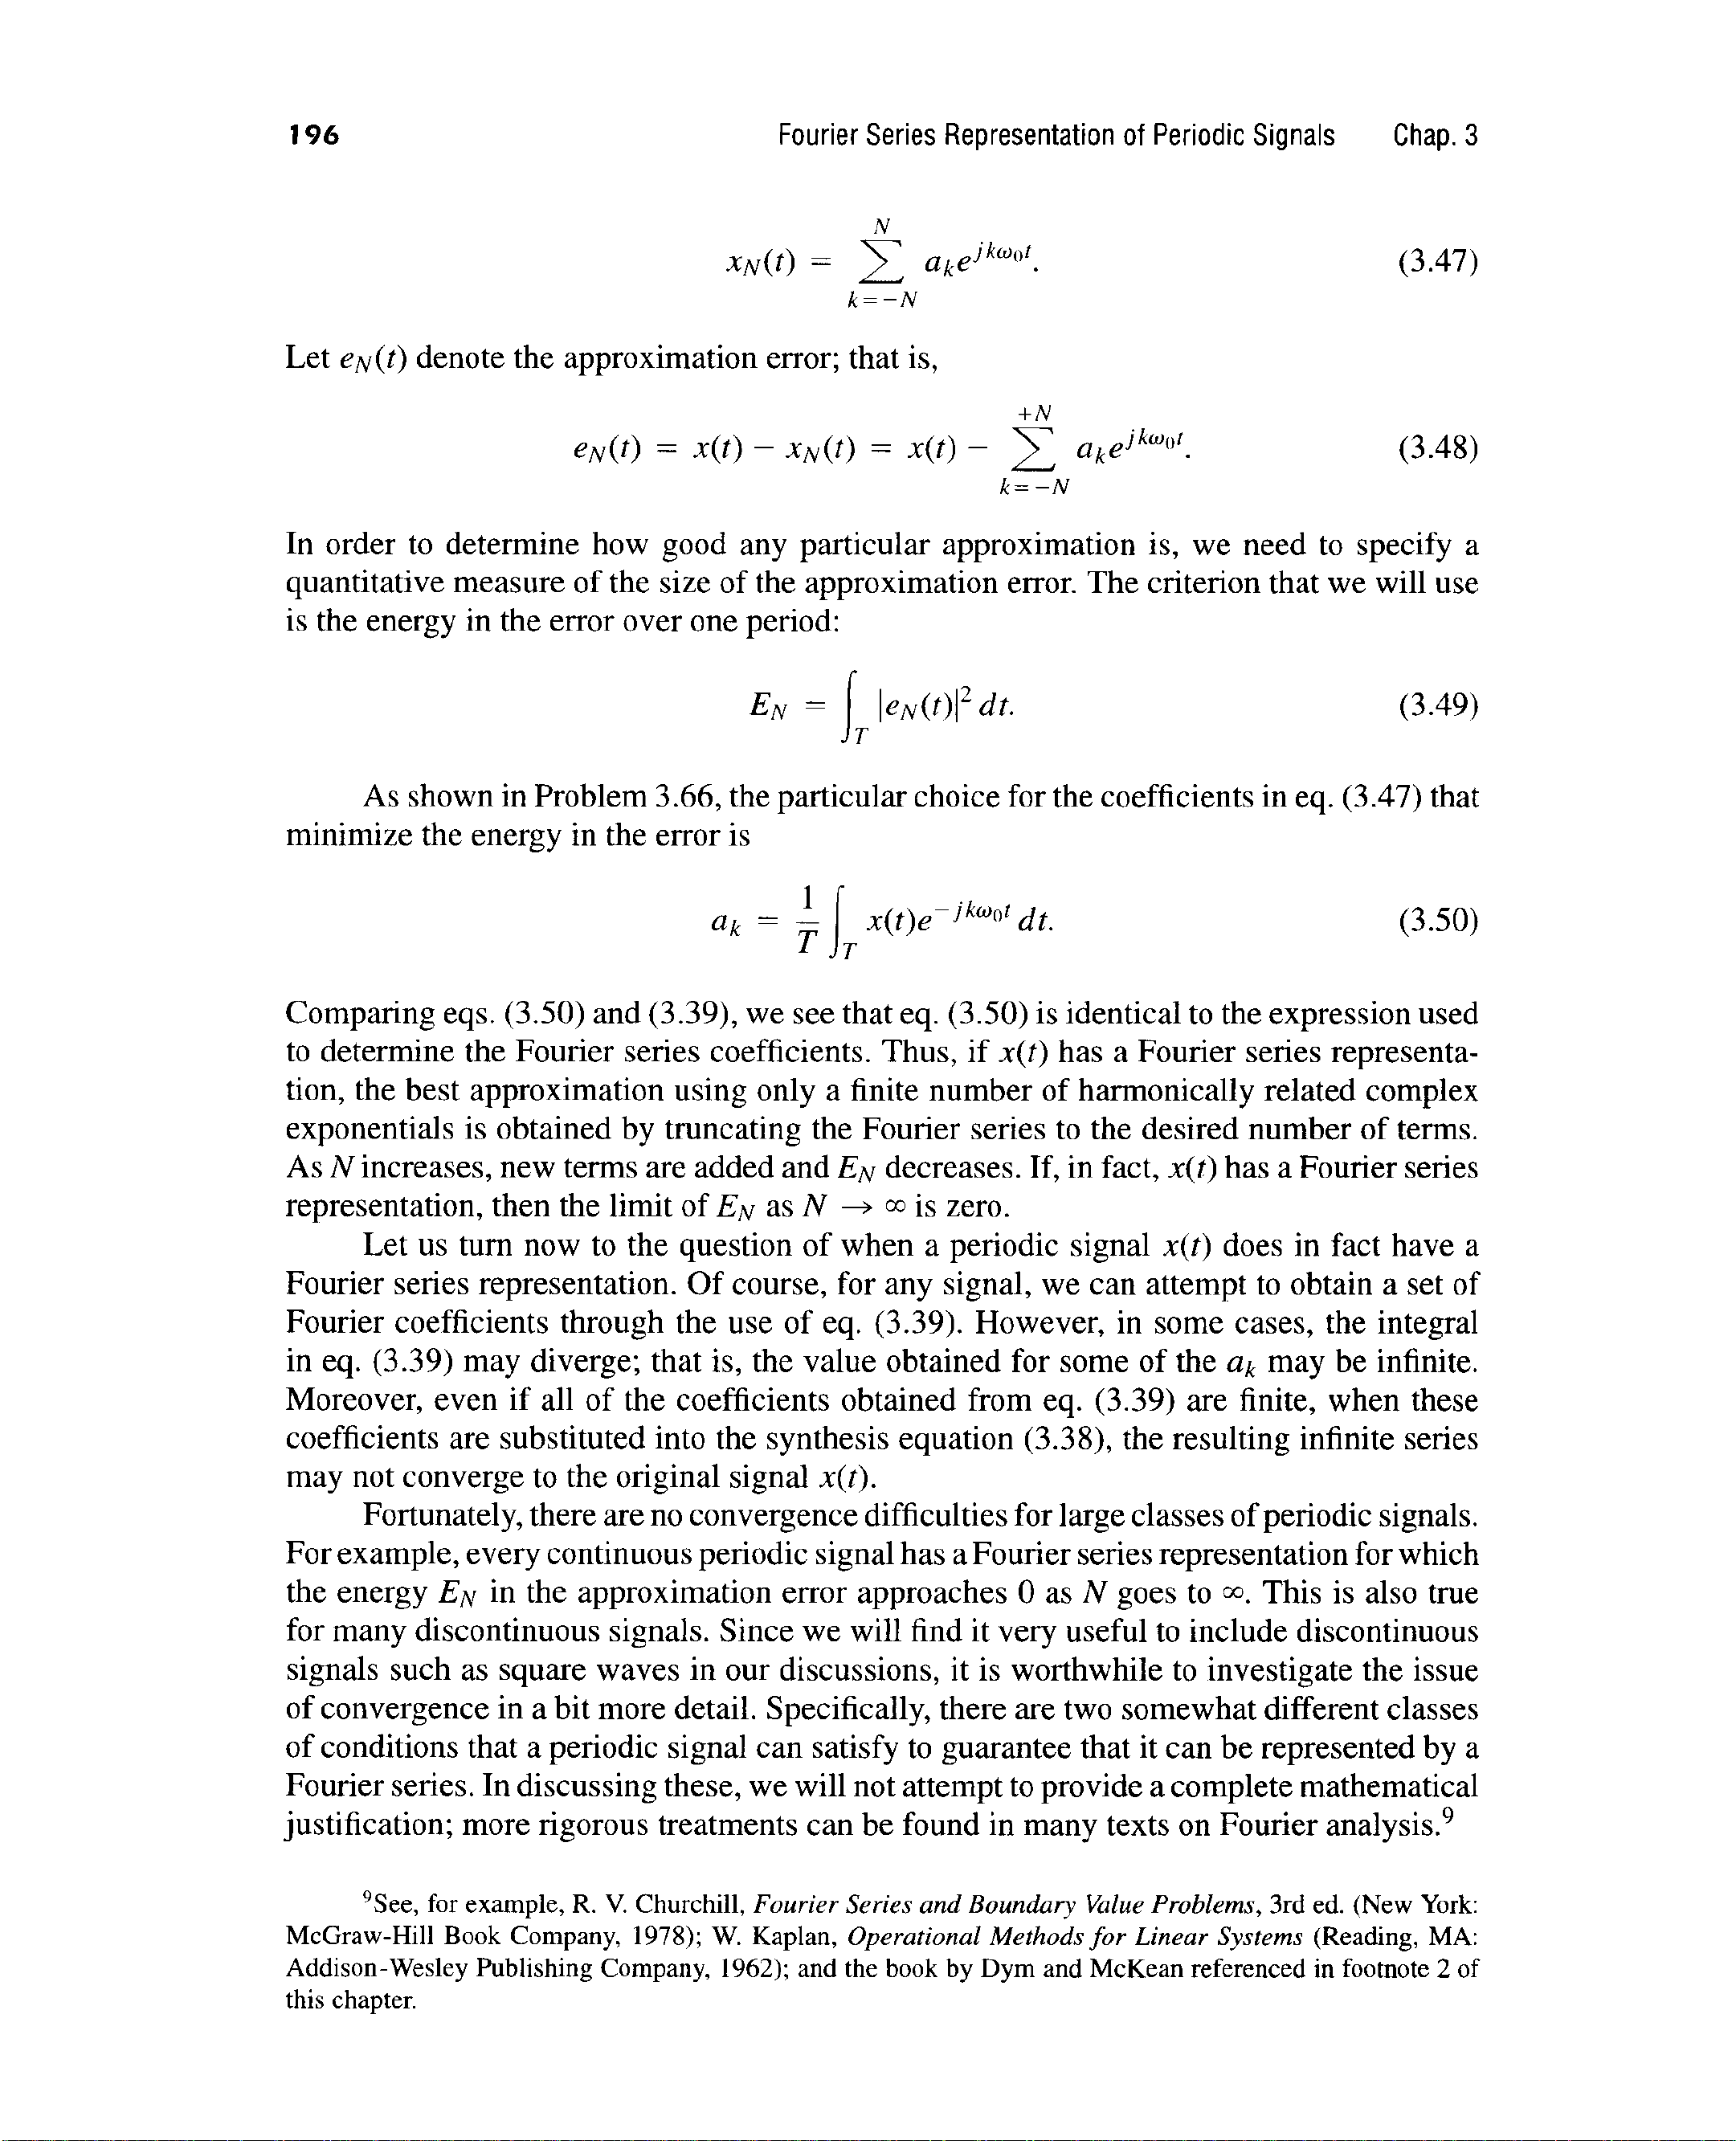 196 Fourier Series Representation of Periodic Signals Chap. 3
x_N(t) = \sum_{k=-N}^{N} a_k e^{jkω_0t}. (3.47)
Let e_N(t) denote the approximation error; that is,
e_N(t) = x(t) − x_N(t) = x(t) − \sum_{k=-N}^{+N} a_k e^{jkω_0t}. (3.48)
In order to determine how good any particular approximation is, we need to specify a
quantitative measure of the size of the approximation error. The criterion that we will use
is the energy in the error over one period:
E_N = \int_T |e_N(t)|^2 dt. (3.49)
As shown in Problem 3.66, the particular choice for the coefficients in eq. (3.47) that
minimize the energy in the error is
a_k = \frac{1}{T} \int_T x(t)e^{-jkω_0t} dt. (3.50)
Comparing eqs. (3.50) and (3.39), we see that eq. (3.50) is identical to the expression used
to determine the Fourier series coefficients. Thus, if x(t) has a Fourier series representa-
tion, the best approximation using only a finite number of harmonically related complex
exponentials is obtained by truncating the Fourier series to the desired number of terms.
As N increases, new terms are added and E_N decreases. If, in fact, x(t) has a Fourier series
representation, then the limit of E_N as N → ∞ is zero.
Let us turn now to the question of when a periodic signal x(t) does in fact have a
Fourier series representation. Of course, for any signal, we can attempt to obtain a set of
Fourier coefficients through the use of eq. (3.39). However, in some cases, the integral
in eq. (3.39) may diverge; that is, the value obtained for some of the a_k may be infinite.
Moreover, even if all of the coefficients obtained from eq. (3.39) are finite, when these
coefficients are substituted into the synthesis equation (3.38), the resulting infinite series
may not converge to the original signal x(t).
Fortunately, there are no convergence difficulties for large classes of periodic signals.
For example, every continuous periodic signal has a Fourier series representation for which
the energy E_N in the approximation error approaches 0 as N goes to ∞. This is also true
for many discontinuous signals. Since we will find it very useful to include discontinuous
signals such as square waves in our discussions, it is worthwhile to investigate the issue
of convergence in a bit more detail. Specifically, there are two somewhat different classes
of conditions that a periodic signal can satisfy to guarantee that it can be represented by a
Fourier series. In discussing these, we will not attempt to provide a complete mathematical
justification; more rigorous treatments can be found in many texts on Fourier analysis.⁹
⁹See, for example, R. V. Churchill, Fourier Series and Boundary Value Problems, 3rd ed. (New York:
McGraw-Hill Book Company, 1978); W. Kaplan, Operational Methods for Linear Systems (Reading, MA:
Addison-Wesley Publishing Company, 1962); and the book by Dym and McKean referenced in footnote 2 of
this chapter.